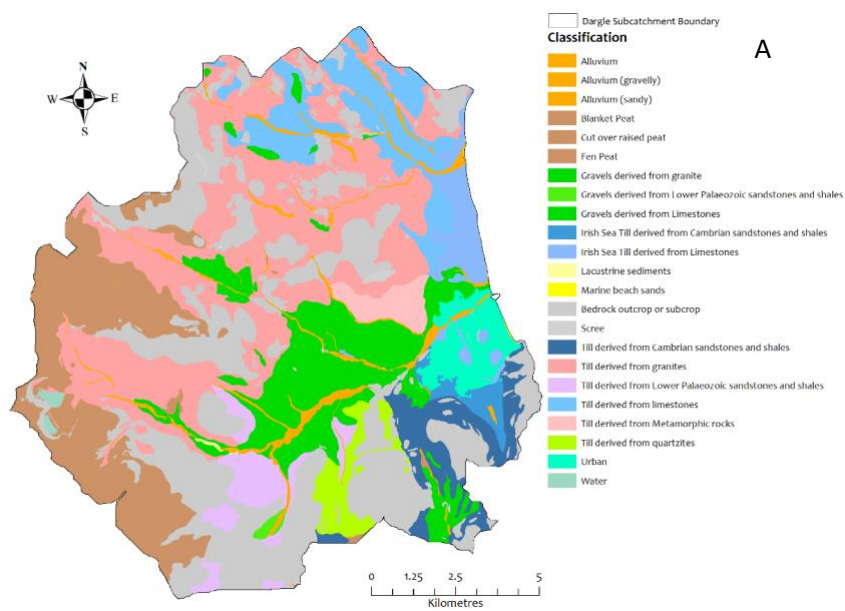 Dargle Subcatchment Boundary
Classification
A
Alluvium
Alluvium (gravelly)
Alluvium (sandy)
Blanket Peat
Cut over raised peat
Fen Peat
Gravels derived from granite
Gravels derived from Lower Palaeozoic sandstones and shales
Gravels derived from Limestones
Irish Sea Till derived from Cambrian sandstones and shales
Irish Sea Till derived from Limestones
Lacustrine sediments
Marine beach sands
Bedrock outcrop or subcrop
Scree
Till derived from Cambrian sandstones and shales
Till derived from granites
Till derived from Lower Palaeozoic sandstones and shales
Till derived from limestones
Till derived from Metamorphic rocks
Till derived from quartzites
Urban
Water
N
W E
S
0 1.25 2.5 5
Kilometres